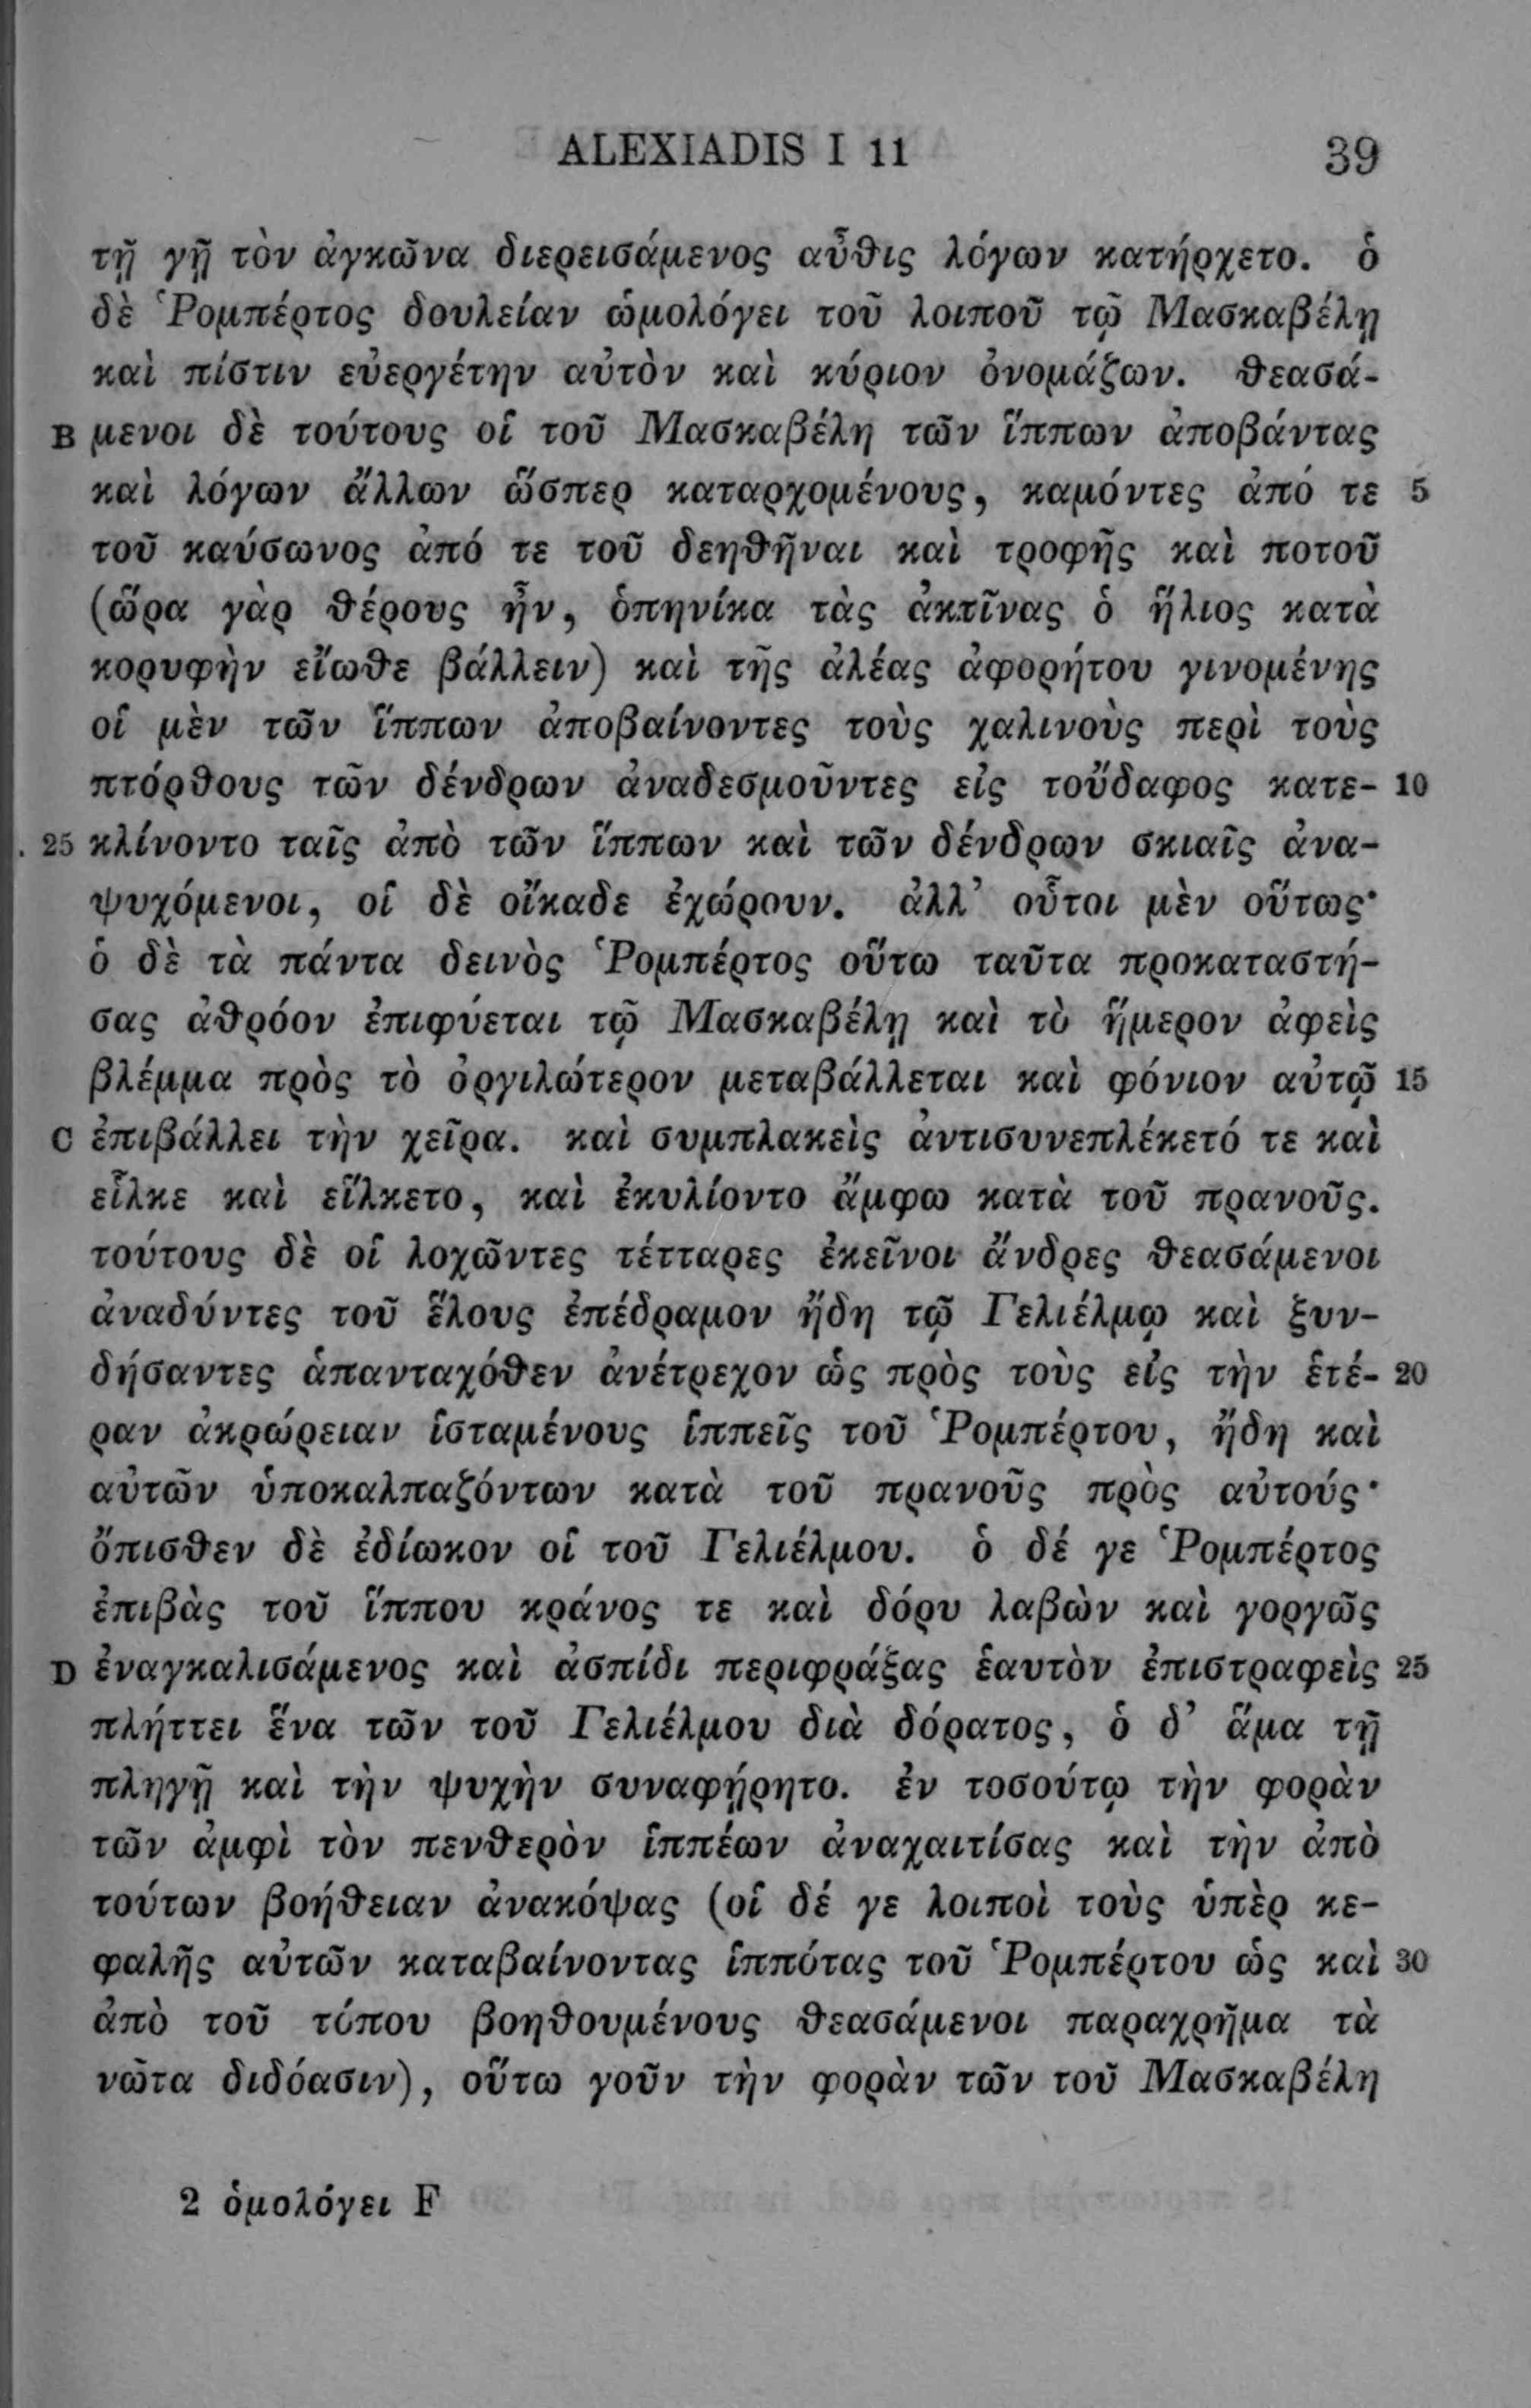 ALEXIADIS I 11 39
τῇ γῇ τὸν ἀγκῶνα διερεισάμενος αὖθις λόγων κατήρχετο. ὁ
δὲ Ῥομπέρτος δουλείαν ὡμολόγει τοῦ λοιποῦ τῷ Μασκαβέλῃ
καὶ πίστιν εὐεργέτην αὐτὸν καὶ κύριον ὀνομάζων. θεασά-
B μενοι δὲ τούτους οἱ τοῦ Μασκαβέλη τῶν ἵππων ἀποβάντας
καὶ λόγων ἄλλων ὥσπερ καταρχομένους, καμόντες ἀπό τε 5
τοῦ καύσωνος ἀπό τε τοῦ δεηθῆναι καὶ τροφῆς καὶ ποτοῦ
(ὥρα γὰρ θέρους ἦν, ὁπηνίκα τὰς ἀκτῖνας ὁ ἥλιος κατὰ
κορυφὴν εἴωθε βάλλειν) καὶ τῆς ἀλέας ἀφορήτου γινομένης
οἱ μὲν τῶν ἵππων ἀποβαίνοντες τοὺς χαλινοὺς περὶ τοὺς
πτόρθους τῶν δένδρων ἀναδεσμοῦντες εἰς τοὔδαφος κατε- 10
. 25 κλίνοντο ταῖς ἀπὸ τῶν ἵππων καὶ τῶν δένδρων σκιαῖς ἀνα-
ψυχόμενοι, οἱ δὲ οἴκαδε ἐχώρουν. ἀλλ’ οὗτοι μὲν οὕτως·
ὁ δὲ τὰ πάντα δεινὸς Ῥομπέρτος οὕτω ταῦτα προκαταστή-
σας ἀθρόον ἐπιφύεται τῷ Μασκαβέλῃ καὶ τὸ ἥμερον ἀφεὶς
βλέμμα πρὸς τὸ ὀργιλώτερον μεταβάλλεται καὶ φόνιον αὐτῷ 15
C ἐπιβάλλει τὴν χεῖρα. καὶ συμπλακεὶς ἀντισυνεπλέκετό τε καὶ
εἷλκε καὶ εἵλκετο, καὶ ἐκυλίοντο ἄμφω κατὰ τοῦ πρανοῦς.
τούτους δὲ οἱ λοχῶντες τέτταρες ἐκεῖνοι ἄνδρες θεασάμενοι
ἀναδύντες τοῦ ἕλους ἐπέδραμον ἤδη τῷ Γελιέλμῳ καὶ ξυν-
δήσαντες ἁπανταχόθεν ἀνέτρεχον ὡς πρὸς τοὺς εἰς τὴν ἑτέ- 20
ραν ἀκρώρειαν ἱσταμένους ἱππεῖς τοῦ Ῥομπέρτου, ἤδη καὶ
αὐτῶν ὑποκαλπαζόντων κατὰ τοῦ πρανοῦς πρὸς αὐτούς·
ὄπισθεν δὲ ἐδίωκον οἱ τοῦ Γελιέλμου. ὁ δέ γε Ῥομπέρτος
ἐπιβὰς τοῦ ἵππου κράνος τε καὶ δόρυ λαβὼν καὶ γοργῶς
D ἐναγκαλισάμενος καὶ ἀσπίδι περιφράξας ἑαυτὸν ἐπιστραφεὶς 25
πλήττει ἕνα τῶν τοῦ Γελιέλμου διὰ δόρατος, ὁ δ’ ἅμα τῇ
πληγῇ καὶ τὴν ψυχὴν συναφῄρητο. ἐν τοσούτῳ τὴν φορὰν
τῶν ἀμφὶ τὸν πενθερὸν ἱππέων ἀναχαιτίσας καὶ τὴν ἀπὸ
τούτων βοήθειαν ἀνακόψας (οἱ δέ γε λοιποὶ τοὺς ὑπὲρ κε-
φαλῆς αὐτῶν καταβαίνοντας ἱππότας τοῦ Ῥομπέρτου ὡς καὶ 30
ἀπὸ τοῦ τόπου βοηθουμένους θεασάμενοι παραχρῆμα τὰ
νῶτα διδόασιν), οὕτω γοῦν τὴν φορὰν τῶν τοῦ Μασκαβέλη
2 ὁμολόγει F